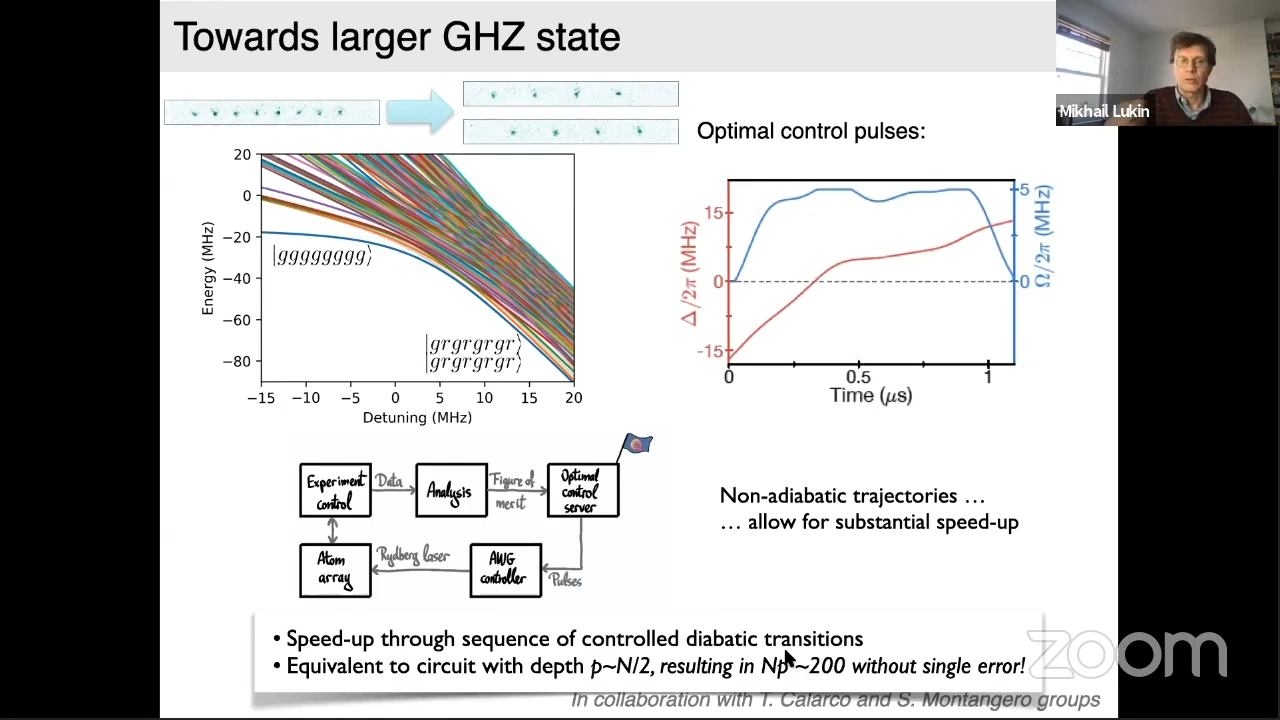 Towards larger GHZ state
Mikhail Lukin
Optimal control pulses:
20
0
−20
−40
−60
−80
Energy (MHz)
|gggggggg⟩
|grgrgrgr⟩
|grgrgrgr⟩
−15 −10 −5 0 5 10 15 20
Detuning (MHz)
15
0
-15
Δ/2π (MHz)
5
0
Ω/2π (MHz)
0 0.5 1
Time (μs)
Experiment control
Data
Analysis
Figure of merit
Optimal control server
Atom array
Rydberg laser
AWG controller
Pulses
Non-adiabatic trajectories …
… allow for substantial speed-up
• Speed-up through sequence of controlled diabatic transitions
• Equivalent to circuit with depth p~N/2, resulting in Np ~200 without single error!
In collaboration with T. Calarco and S. Montangero groups
zoom